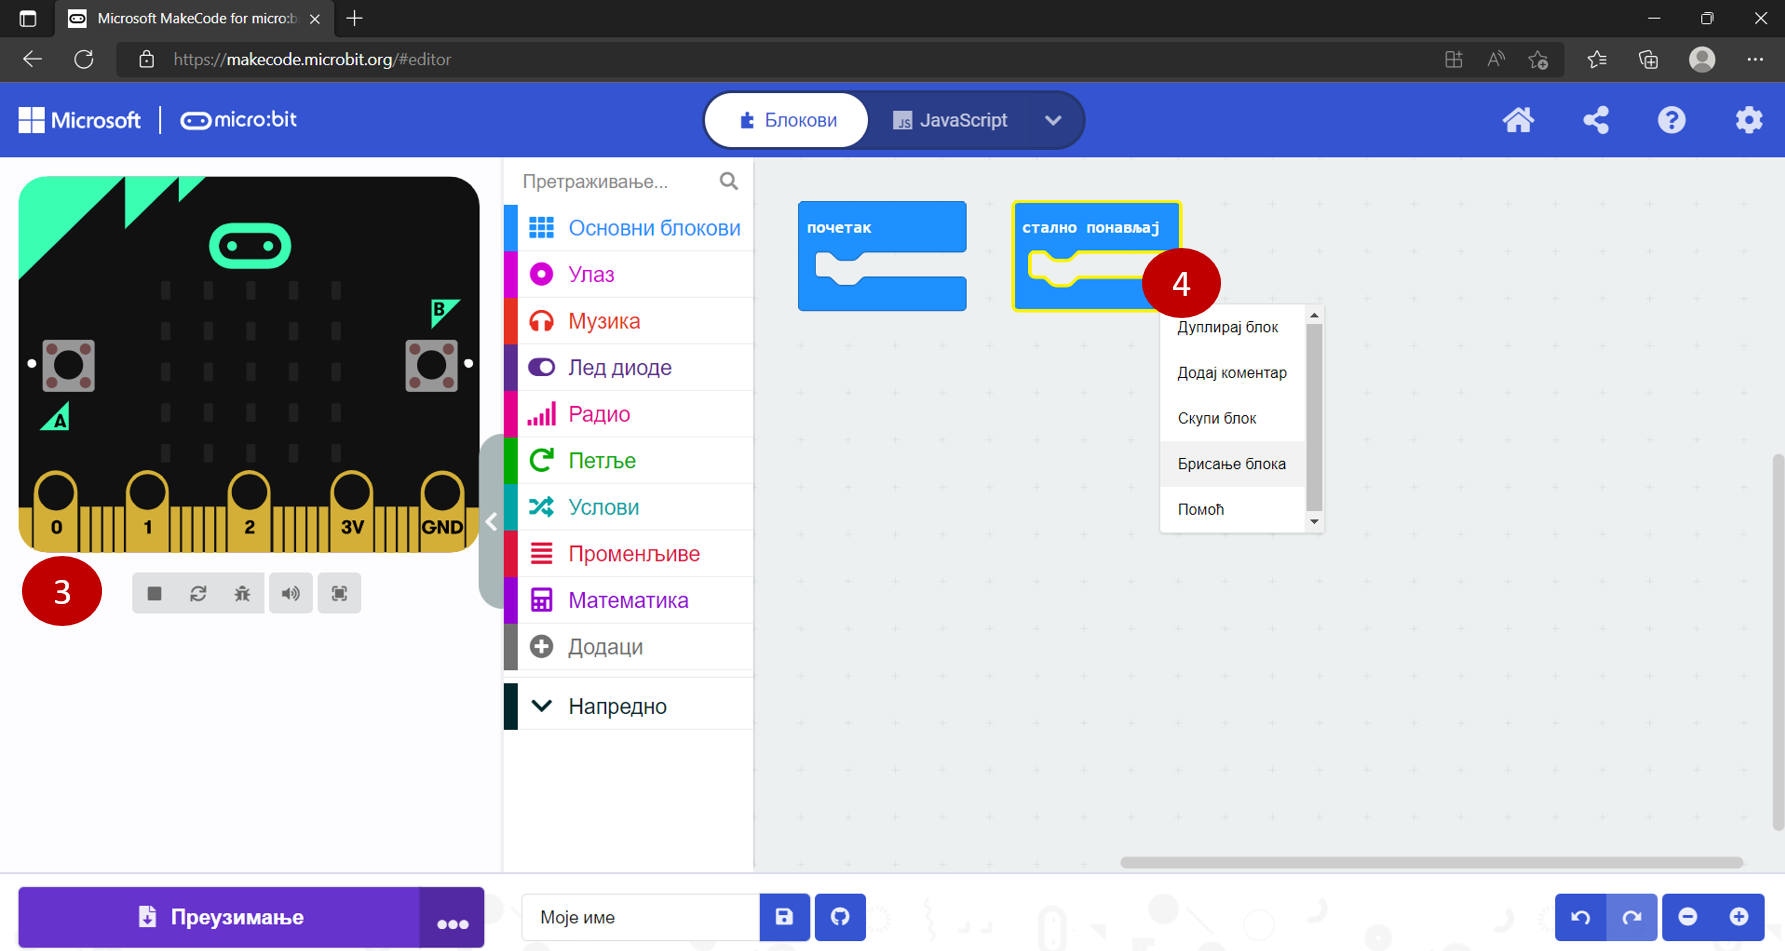 Microsoft MakeCode for micro:b
https://makecode.microbit.org/#editor
Microsoft
micro:bit
Блокови
JS
JavaScript
Претраживање...
Основни блокови
Улаз
Музика
Лед диоде
Радио
Петље
Услови
Променљиве
Математика
Додаци
Напредно
B
A
0
1
2
3V
GND
3
почетак
стално понављај
4
Дуплирај блок
Додај коментар
Скупи блок
Брисање блока
Помоћ
Преузимање
Моје име